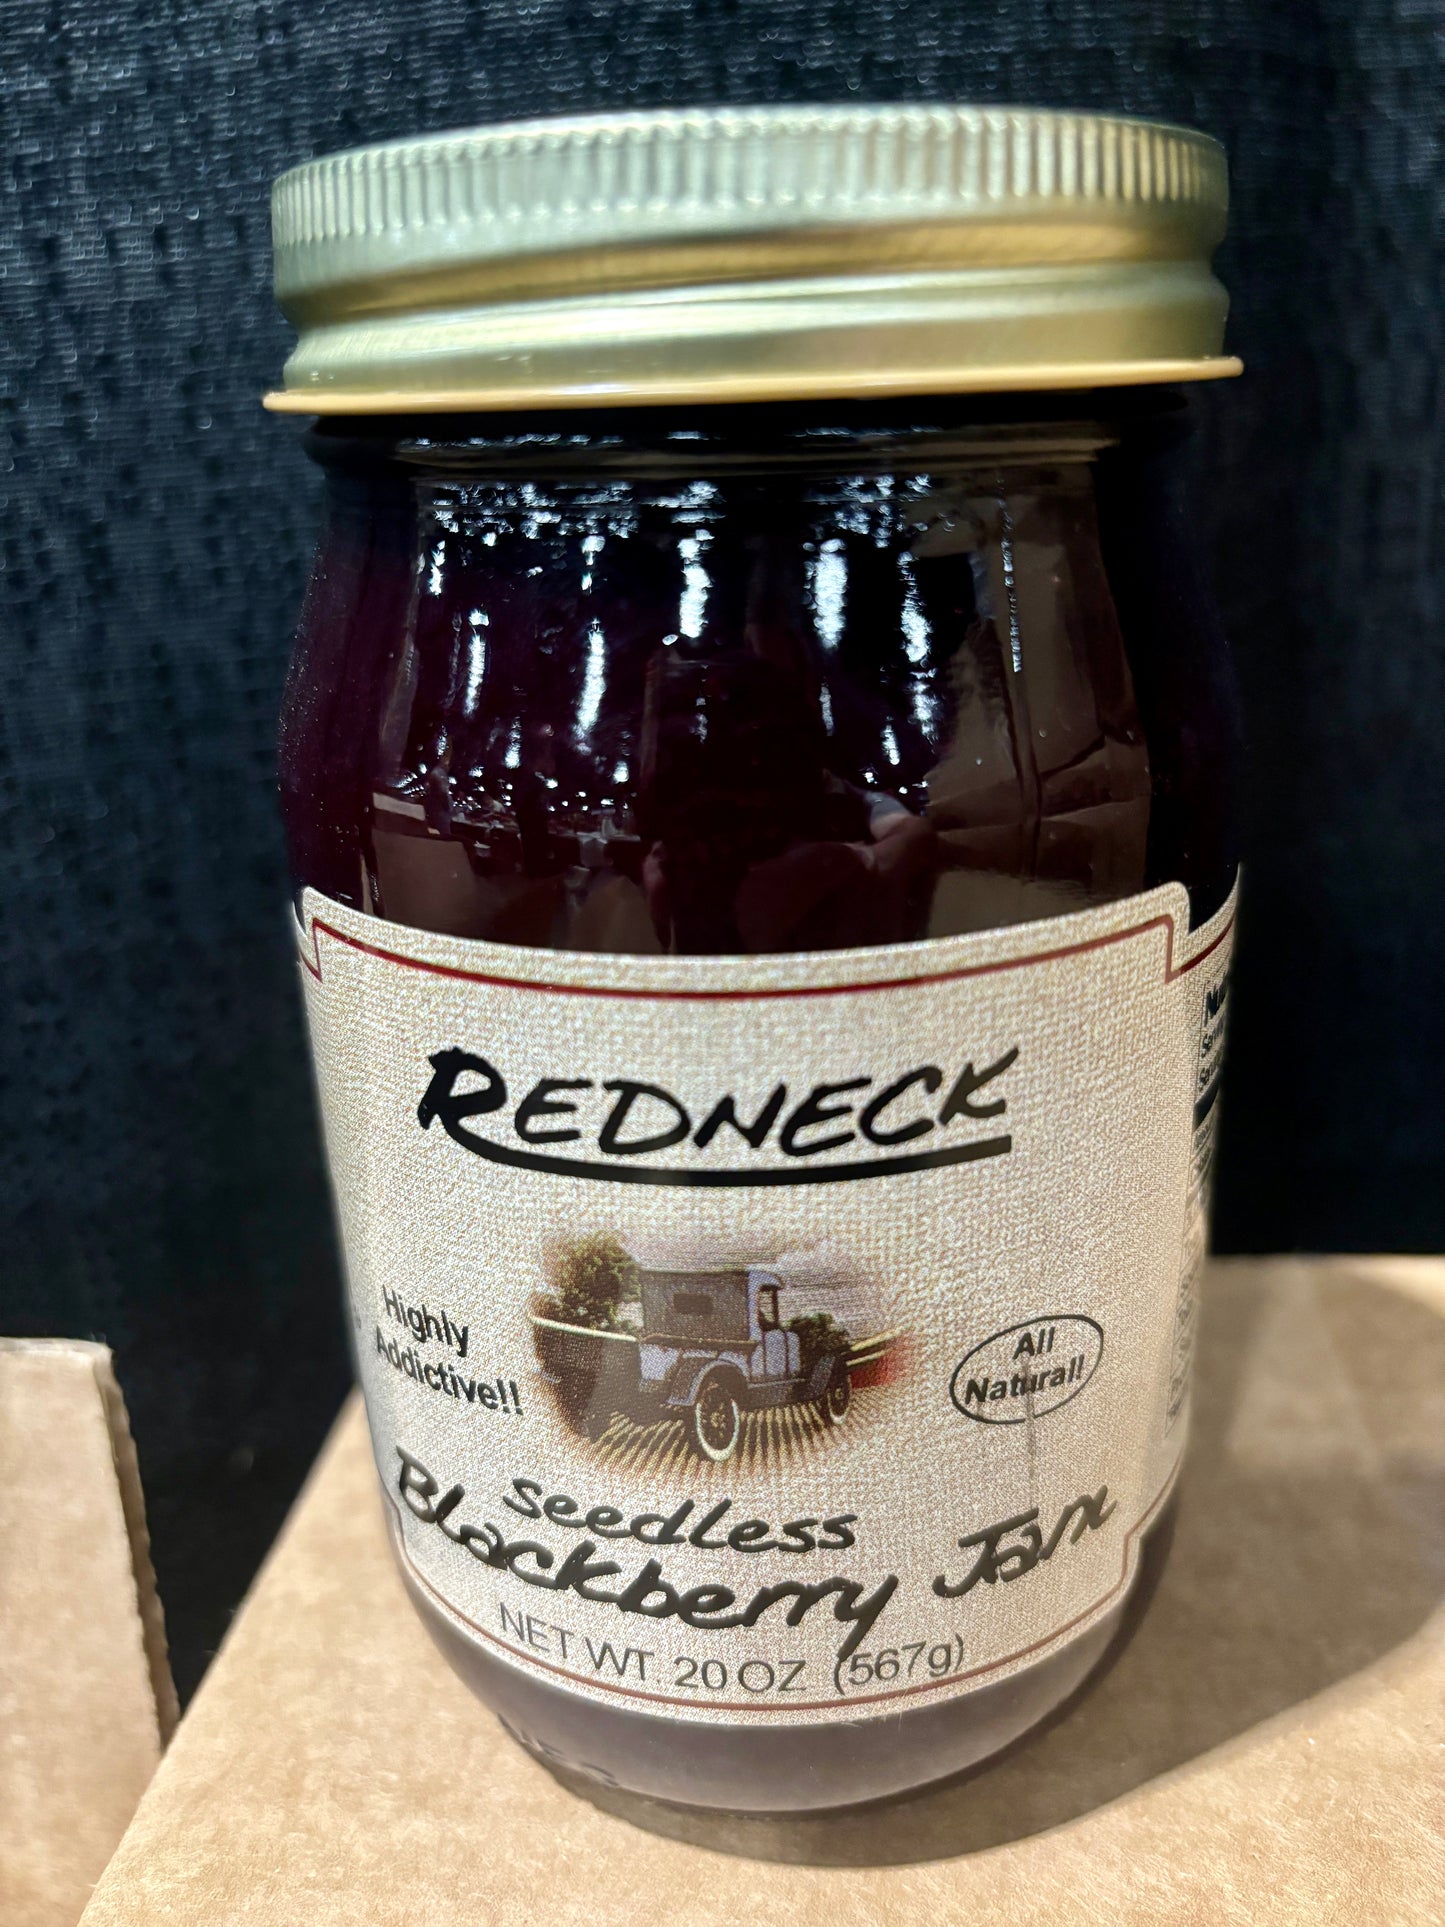 REDNECK
Highly
Addictive!!
All
Natural!
seedless
Blackberry Jam
NET WT. 20 OZ (567g)